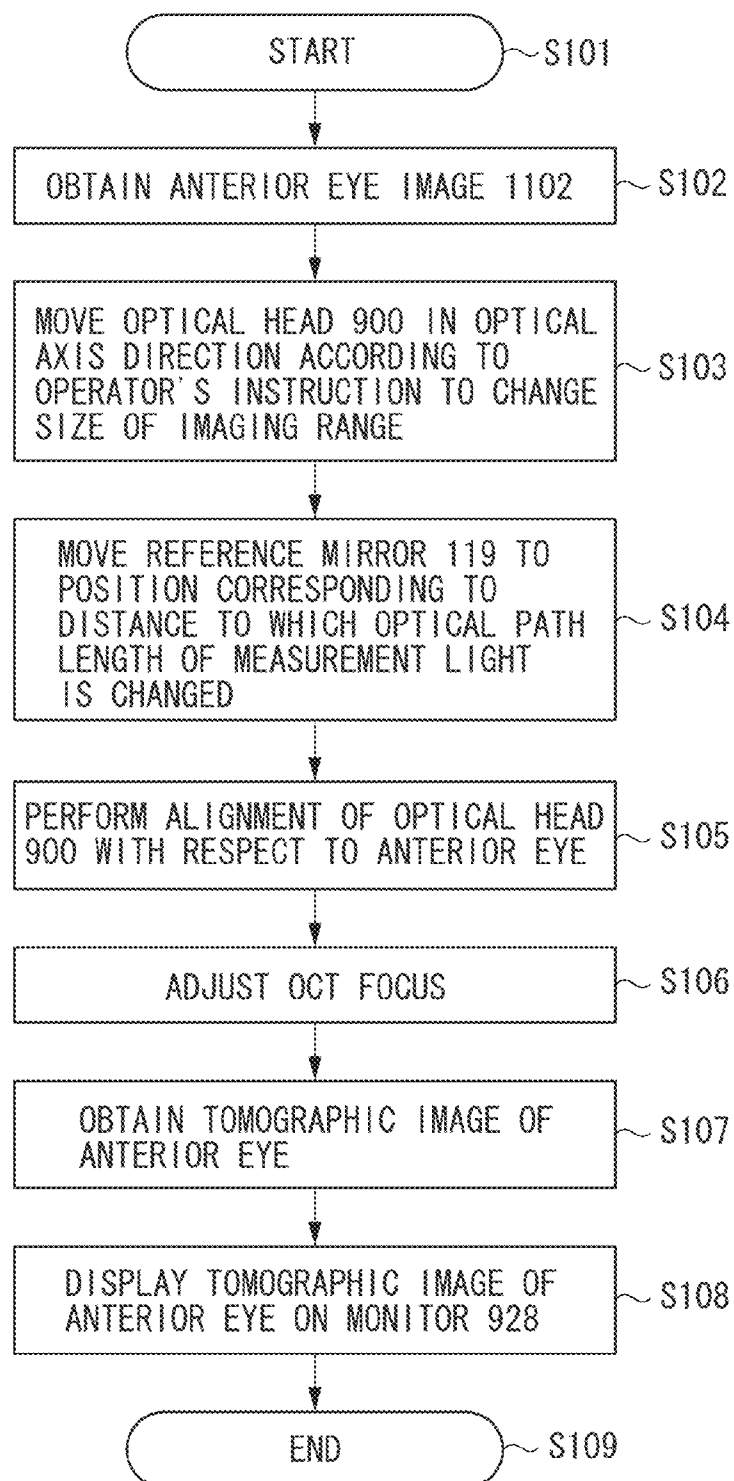 START
S101
OBTAIN ANTERIOR EYE IMAGE 1102
S102
MOVE OPTICAL HEAD 900 IN OPTICAL
AXIS DIRECTION ACCORDING TO
OPERATOR'S INSTRUCTION TO CHANGE
SIZE OF IMAGING RANGE
S103
MOVE REFERENCE MIRROR 119 TO
POSITION CORRESPONDING TO
DISTANCE TO WHICH OPTICAL PATH
LENGTH OF MEASUREMENT LIGHT
IS CHANGED
S104
PERFORM ALIGNMENT OF OPTICAL HEAD
900 WITH RESPECT TO ANTERIOR EYE
S105
ADJUST OCT FOCUS
S106
OBTAIN TOMOGRAPHIC IMAGE OF
ANTERIOR EYE
S107
DISPLAY TOMOGRAPHIC IMAGE OF
ANTERIOR EYE ON MONITOR 928
S108
END
S109